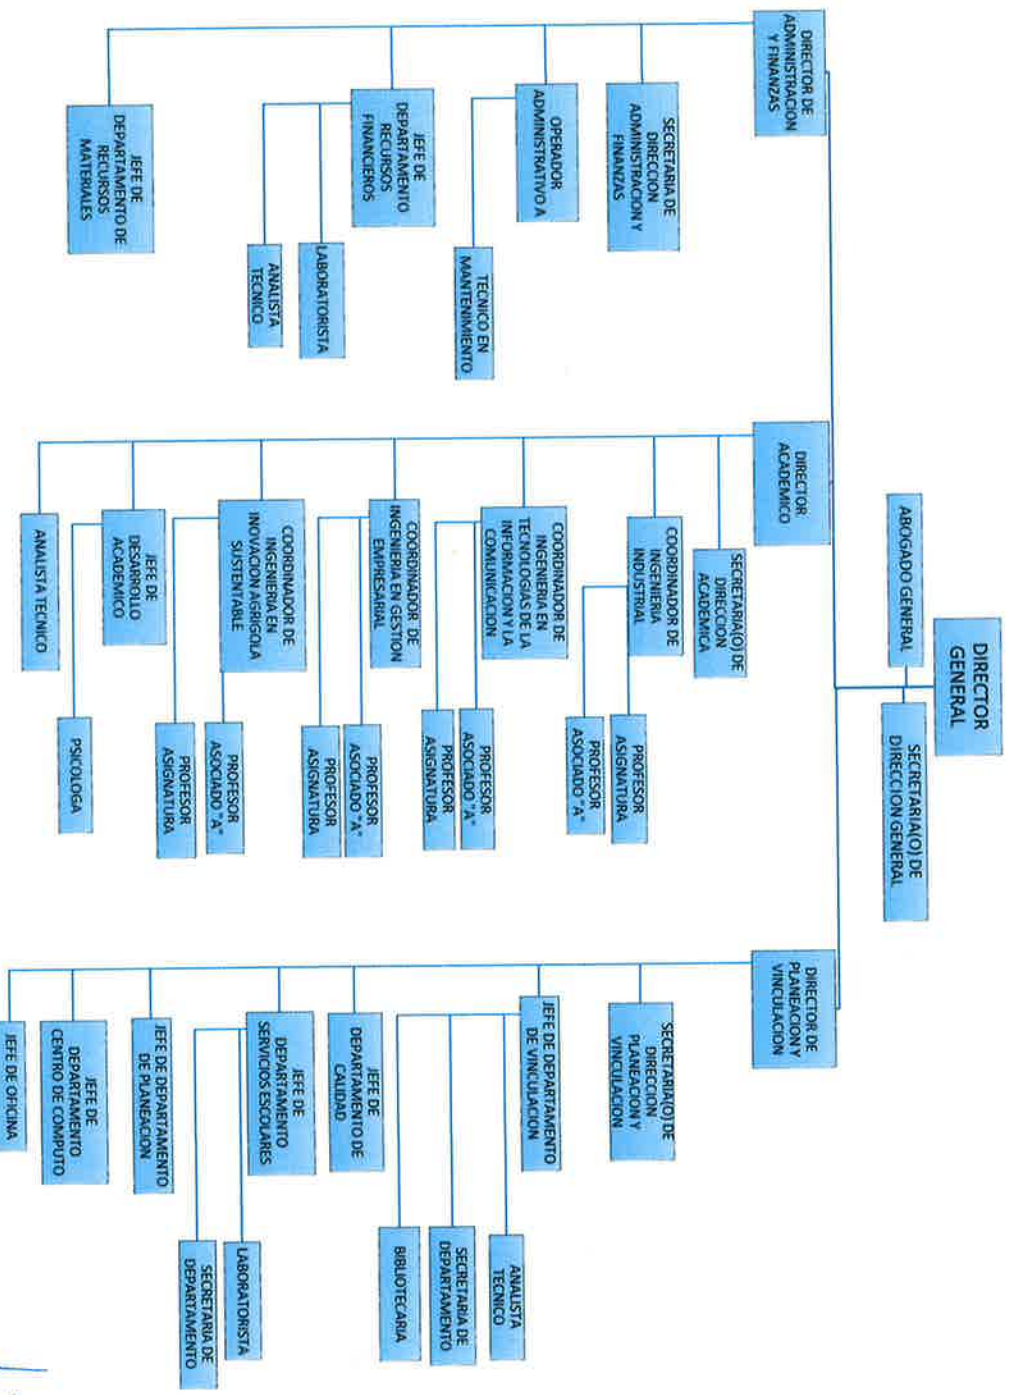 DIRECTOR
GENERAL
ABOGADO GENERAL
SECRETARIA(O) DE
DIRECCION GENERAL
DIRECTOR DE
ADMINISTRACION
Y FINANZAS
SECRETARIA DE
DIRECCION
ADMINISTRACION Y
FINANZAS
OPERADOR
ADMINISTRATIVO A
TECNICO EN
MANTENIMIENTO
JEFE DE
DEPARTAMENTO
RECURSOS
FINANCIEROS
LABORATORISTA
ANALISTA
TECNICO
JEFE DE
DEPARTAMENTO DE
RECURSOS
MATERIALES
DIRECTOR
ACADEMICO
SECRETARIA(O) DE
DIRECCION
ACADEMICA
COORDINADOR DE
INGENIERIA
INDUSTRIAL
PROFESOR
ASIGNATURA
PROFESOR
ASOCIADO "A"
COORDINADOR DE
INGENIERIA EN
TECNOLOGIAS DE LA
INFORMACION Y LA
COMUNICACION
PROFESOR
ASOCIADO "A"
PROFESOR
ASIGNATURA
COORDINADOR DE
INGENIERIA EN GESTION
EMPRESARIAL
PROFESOR
ASOCIADO "A"
PROFESOR
ASIGNATURA
COORDINADOR DE
INGENIERIA EN
INOVACION AGRIGOLA
SUSTENTABLE
PROFESOR
ASOCIADO "A"
PROFESOR
ASIGNATURA
JEFE DE
DESARROLLO
ACADEMICO
PSICOLOGA
ANALISTA TECNICO
DIRECTOR DE
PLANEACION Y
VINCULACION
SECRETARIA(O) DE
DIRECCION
PLANEACION Y
VINCULACION
JEFE DE DEPARTAMENTO
DE VINCULACION
ANALISTA
TECNICO
SECRETARIA DE
DEPARTAMENTO
BIBLIOTECARIA
JEFE DE
DEPARTAMENTO DE
CALIDAD
JEFE DE
DEPARTAMENTO
SERVICIOS ESCOLARES
LABORATORISTA
SECRETARIA DE
DEPARTAMENTO
JEFE DE DEPARTAMENTO
DE PLANEACION
JEFE DE
DEPARTAMENTO
CENTRO DE COMPUTO
JEFE DE OFICINA